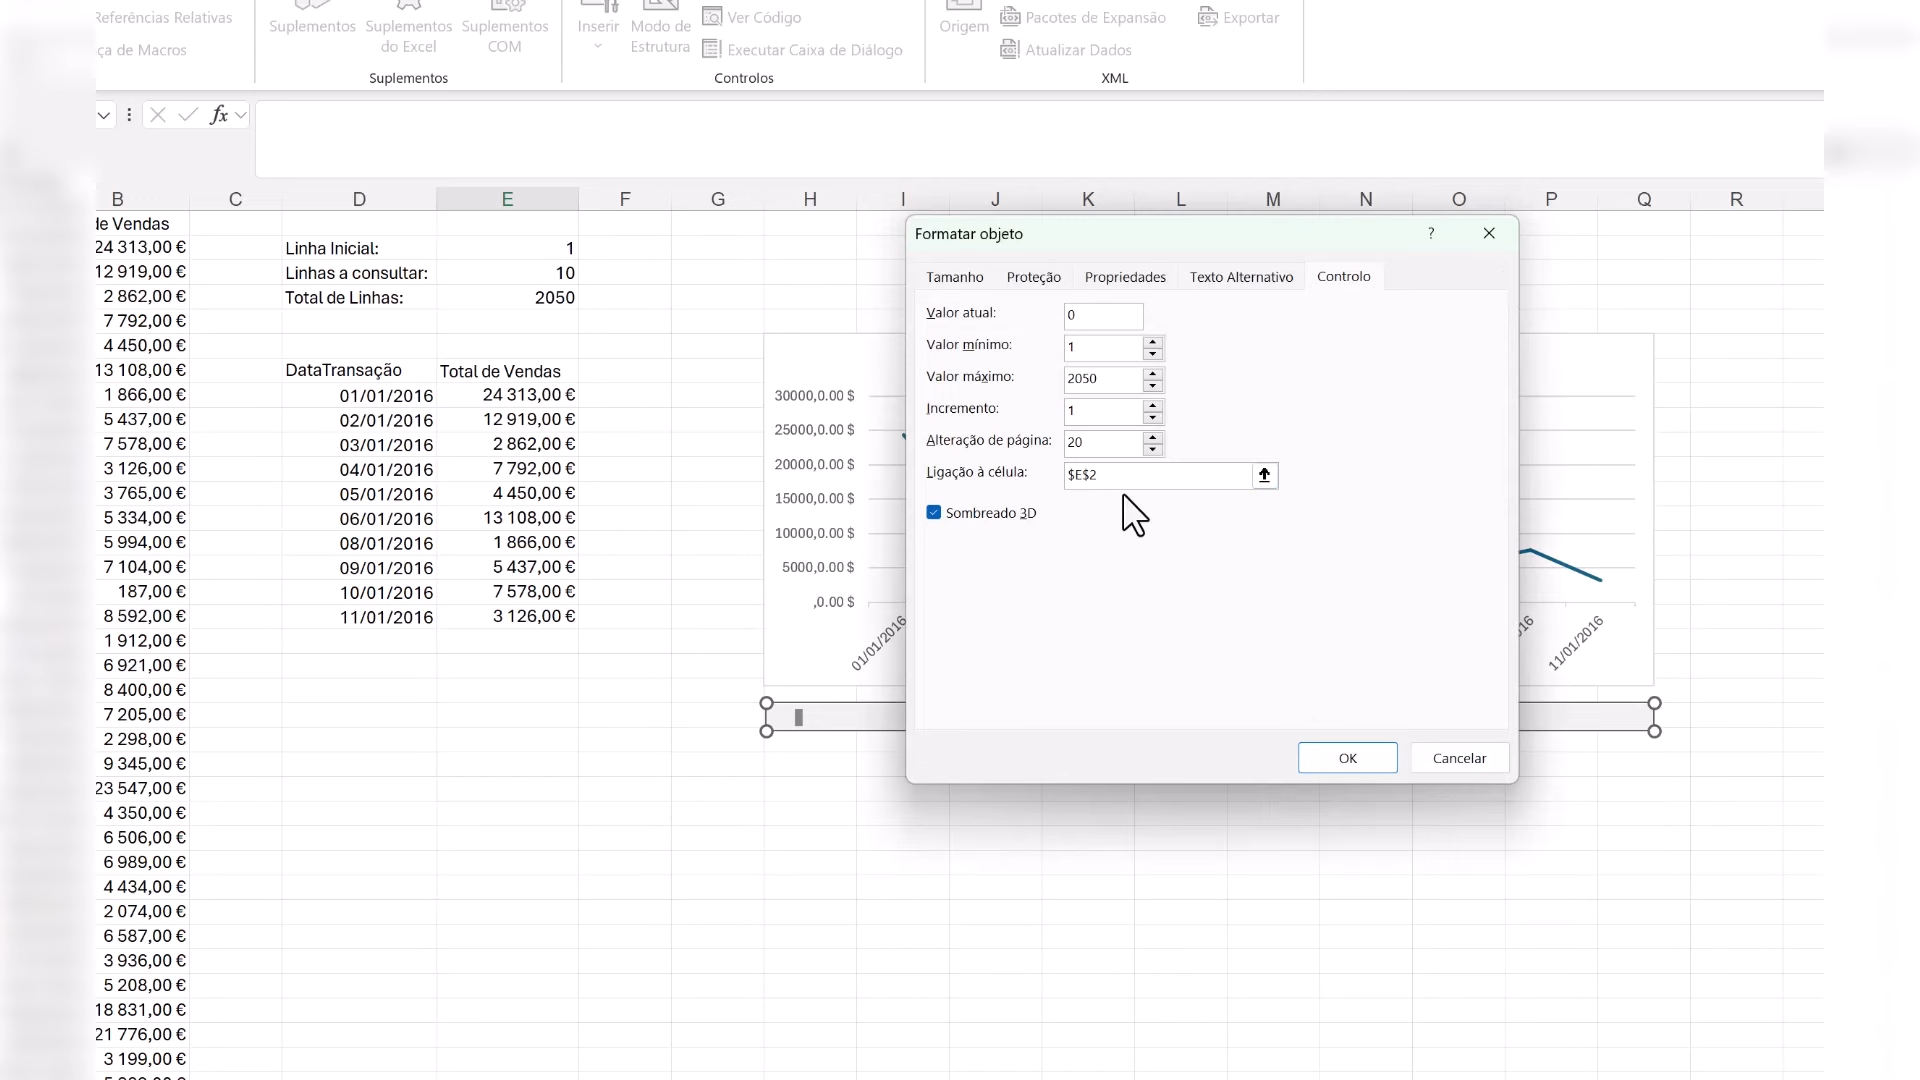 Referências Relativas
ça de Macros
Suplementos
Suplementos
do Excel
Suplementos
COM
Suplementos
Inserir
Modo de
Estrutura
Ver Código
Executar Caixa de Diálogo
Controlos
Origem
Pacotes de Expansão
Atualizar Dados
Exportar
XML
fx
B C D E F G H I J K L M N O P Q R
de Vendas
24 313,00 €
12 919,00 €
2 862,00 €
7 792,00 €
4 450,00 €
13 108,00 €
1 866,00 €
5 437,00 €
7 578,00 €
3 126,00 €
3 765,00 €
5 334,00 €
5 994,00 €
7 104,00 €
187,00 €
8 592,00 €
1 912,00 €
6 921,00 €
8 400,00 €
7 205,00 €
2 298,00 €
9 345,00 €
23 547,00 €
4 350,00 €
6 506,00 €
6 989,00 €
4 434,00 €
2 074,00 €
6 587,00 €
3 936,00 €
5 208,00 €
18 831,00 €
21 776,00 €
3 199,00 €
Linha Inicial: 1
Linhas a consultar: 10
Total de Linhas: 2050
DataTransação Total de Vendas
01/01/2016 24 313,00 €
02/01/2016 12 919,00 €
03/01/2016 2 862,00 €
04/01/2016 7 792,00 €
05/01/2016 4 450,00 €
06/01/2016 13 108,00 €
08/01/2016 1 866,00 €
09/01/2016 5 437,00 €
10/01/2016 7 578,00 €
11/01/2016 3 126,00 €
30000,0.00 $
25000,0.00 $
20000,0.00 $
15000,0.00 $
10000,0.00 $
5000,0.00 $
,0.00 $
01/01/2016
16
11/01/2016
Formatar objeto ?
Tamanho Proteção Propriedades Texto Alternativo Controlo
Valor atual: 0
Valor mínimo: 1
Valor máximo: 2050
Incremento: 1
Alteração de página: 20
Ligação à célula: $E$2
Sombreado 3D
OK Cancelar